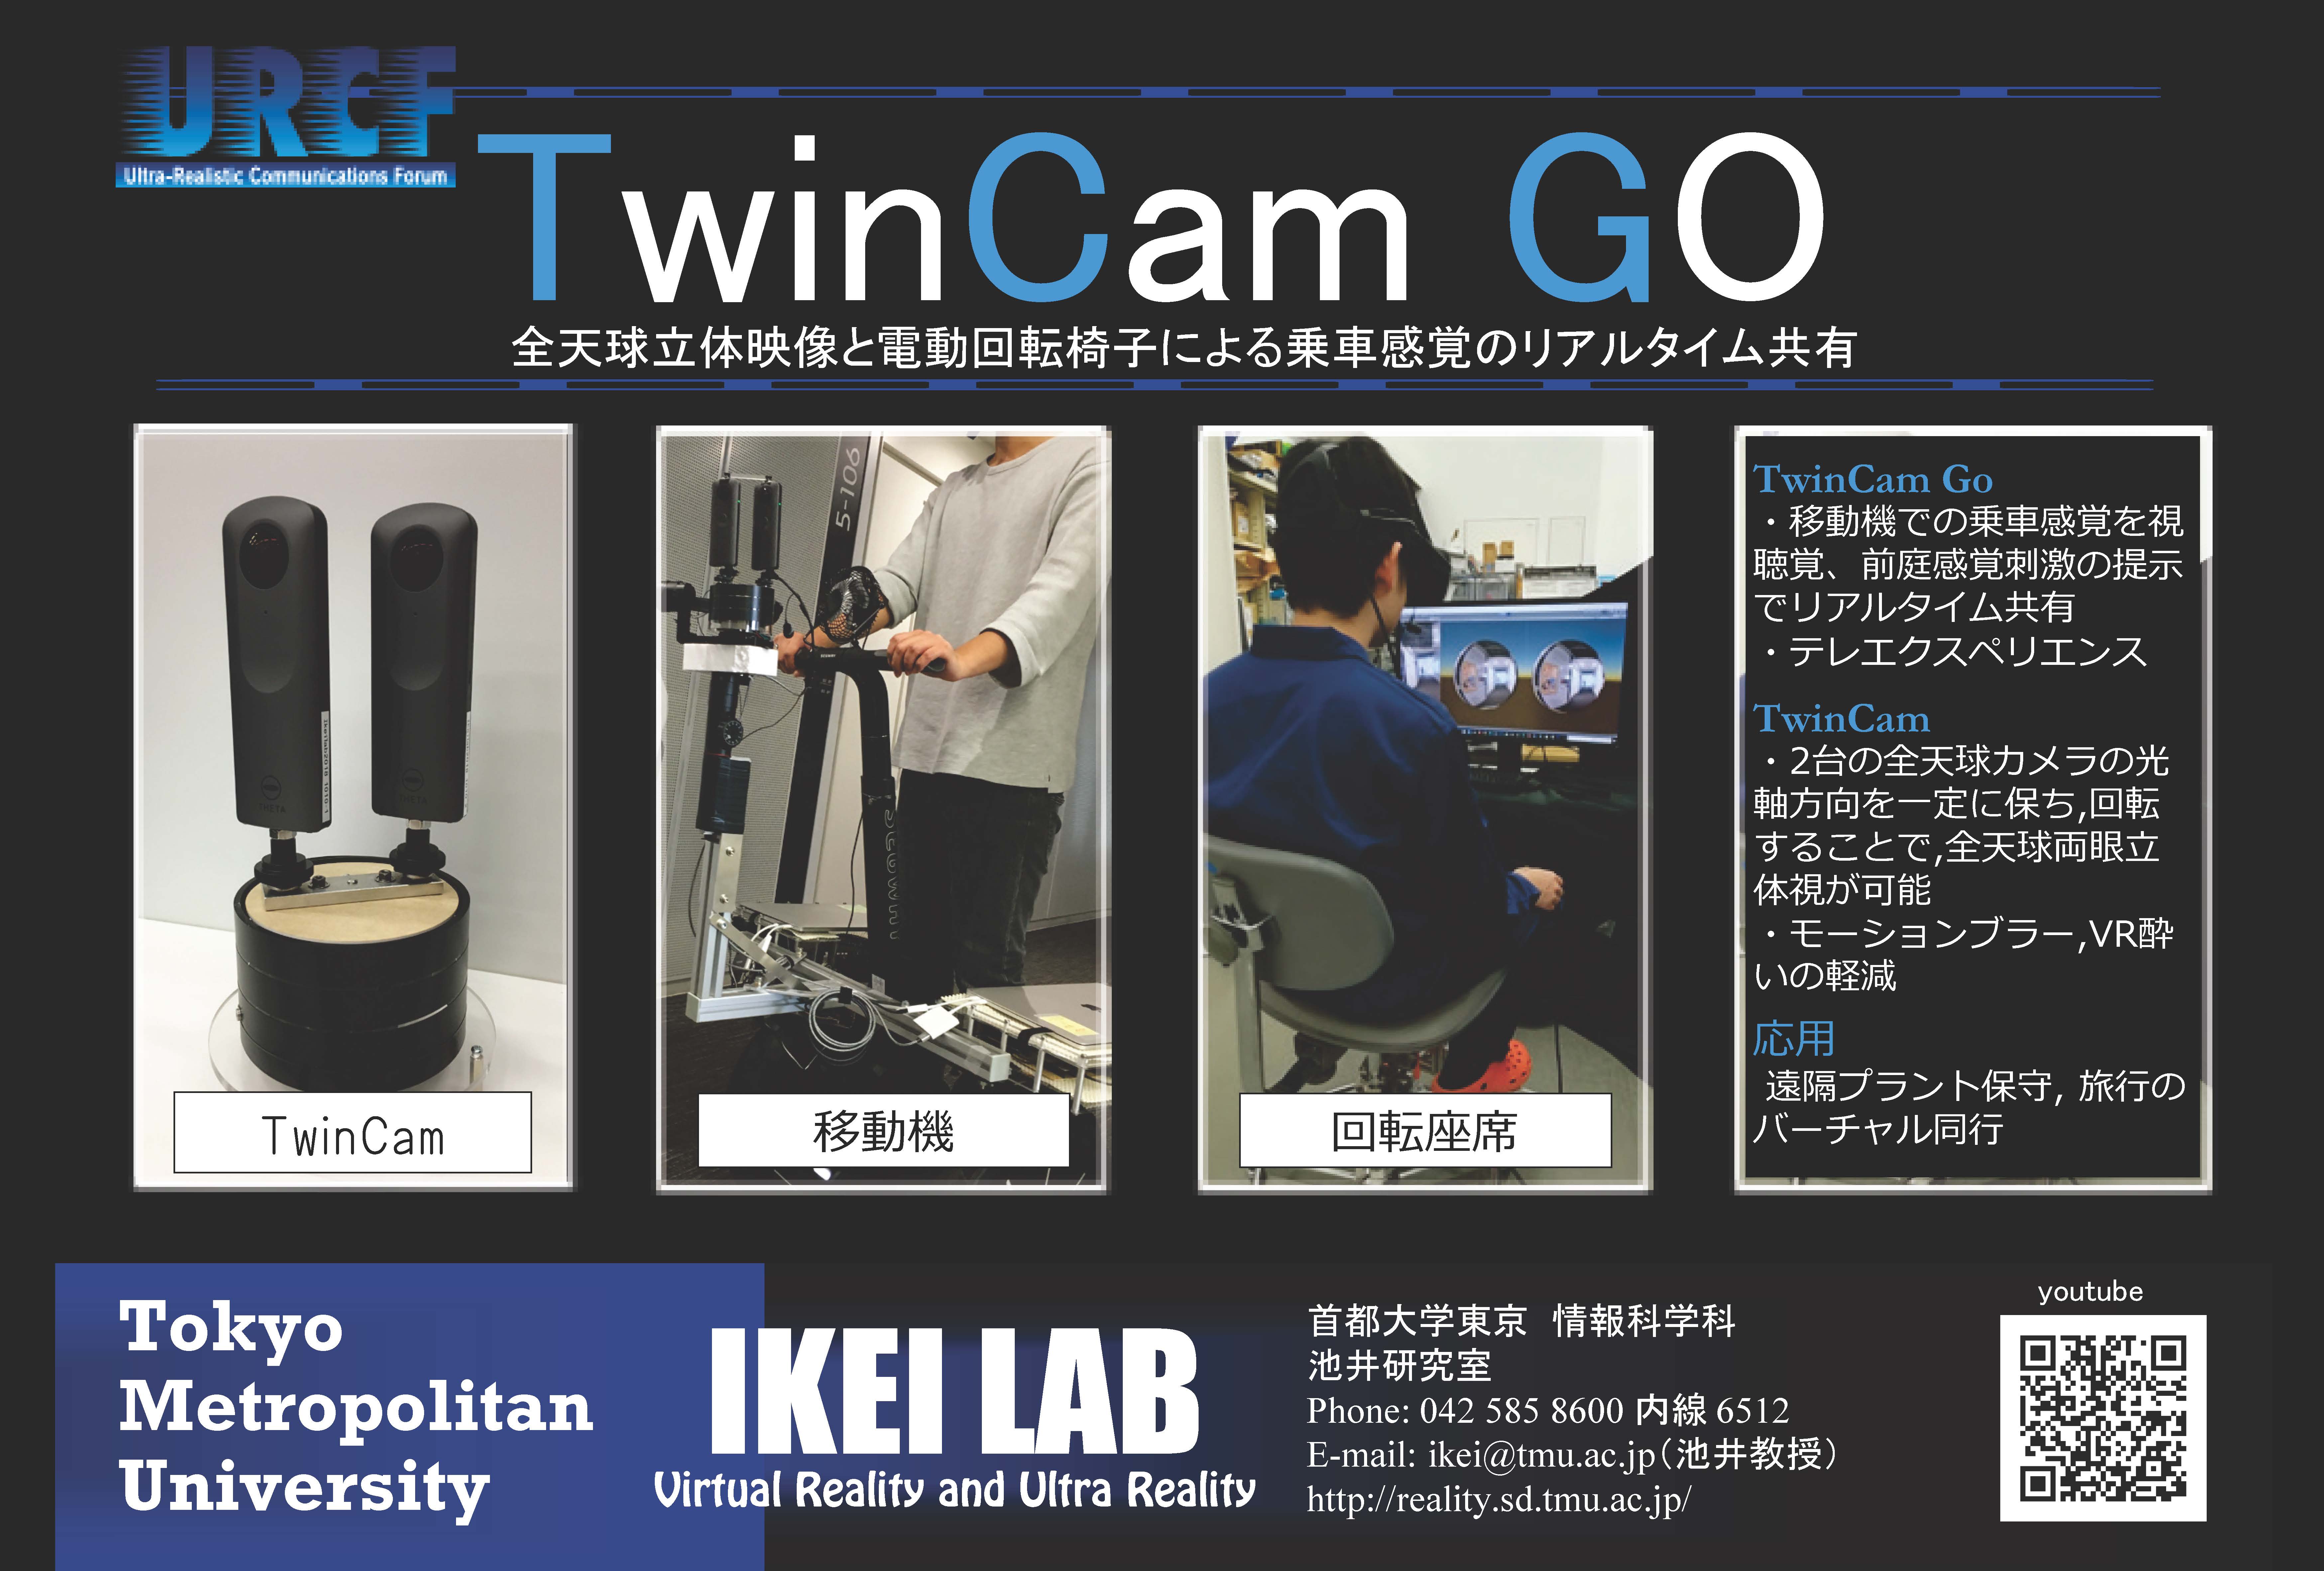 URCF
Ultra-Realistic Communications Forum
TwinCam GO
全天球立体映像と電動回転椅子による乗車感覚のリアルタイム共有
THETA
THETA
TwinCam
5-106
SEGWAY
移動機
回転座席
TwinCam Go
・移動機での乗車感覚を視
聴覚、前庭感覚刺激の提示
でリアルタイム共有
・テレエクスペリエンス
TwinCam
・2台の全天球カメラの光
軸方向を一定に保ち,回転
することで,全天球両眼立
体視が可能
・モーションブラー,VR酔
いの軽減
応用
遠隔プラント保守, 旅行の
バーチャル同行
Tokyo
Metropolitan
University
IKEI LAB
Virtual Reality and Ultra Reality
首都大学東京 情報科学科
池井研究室
Phone: 042 585 8600 内線 6512
E-mail: ikei@tmu.ac.jp（池井教授）
http://reality.sd.tmu.ac.jp/
youtube